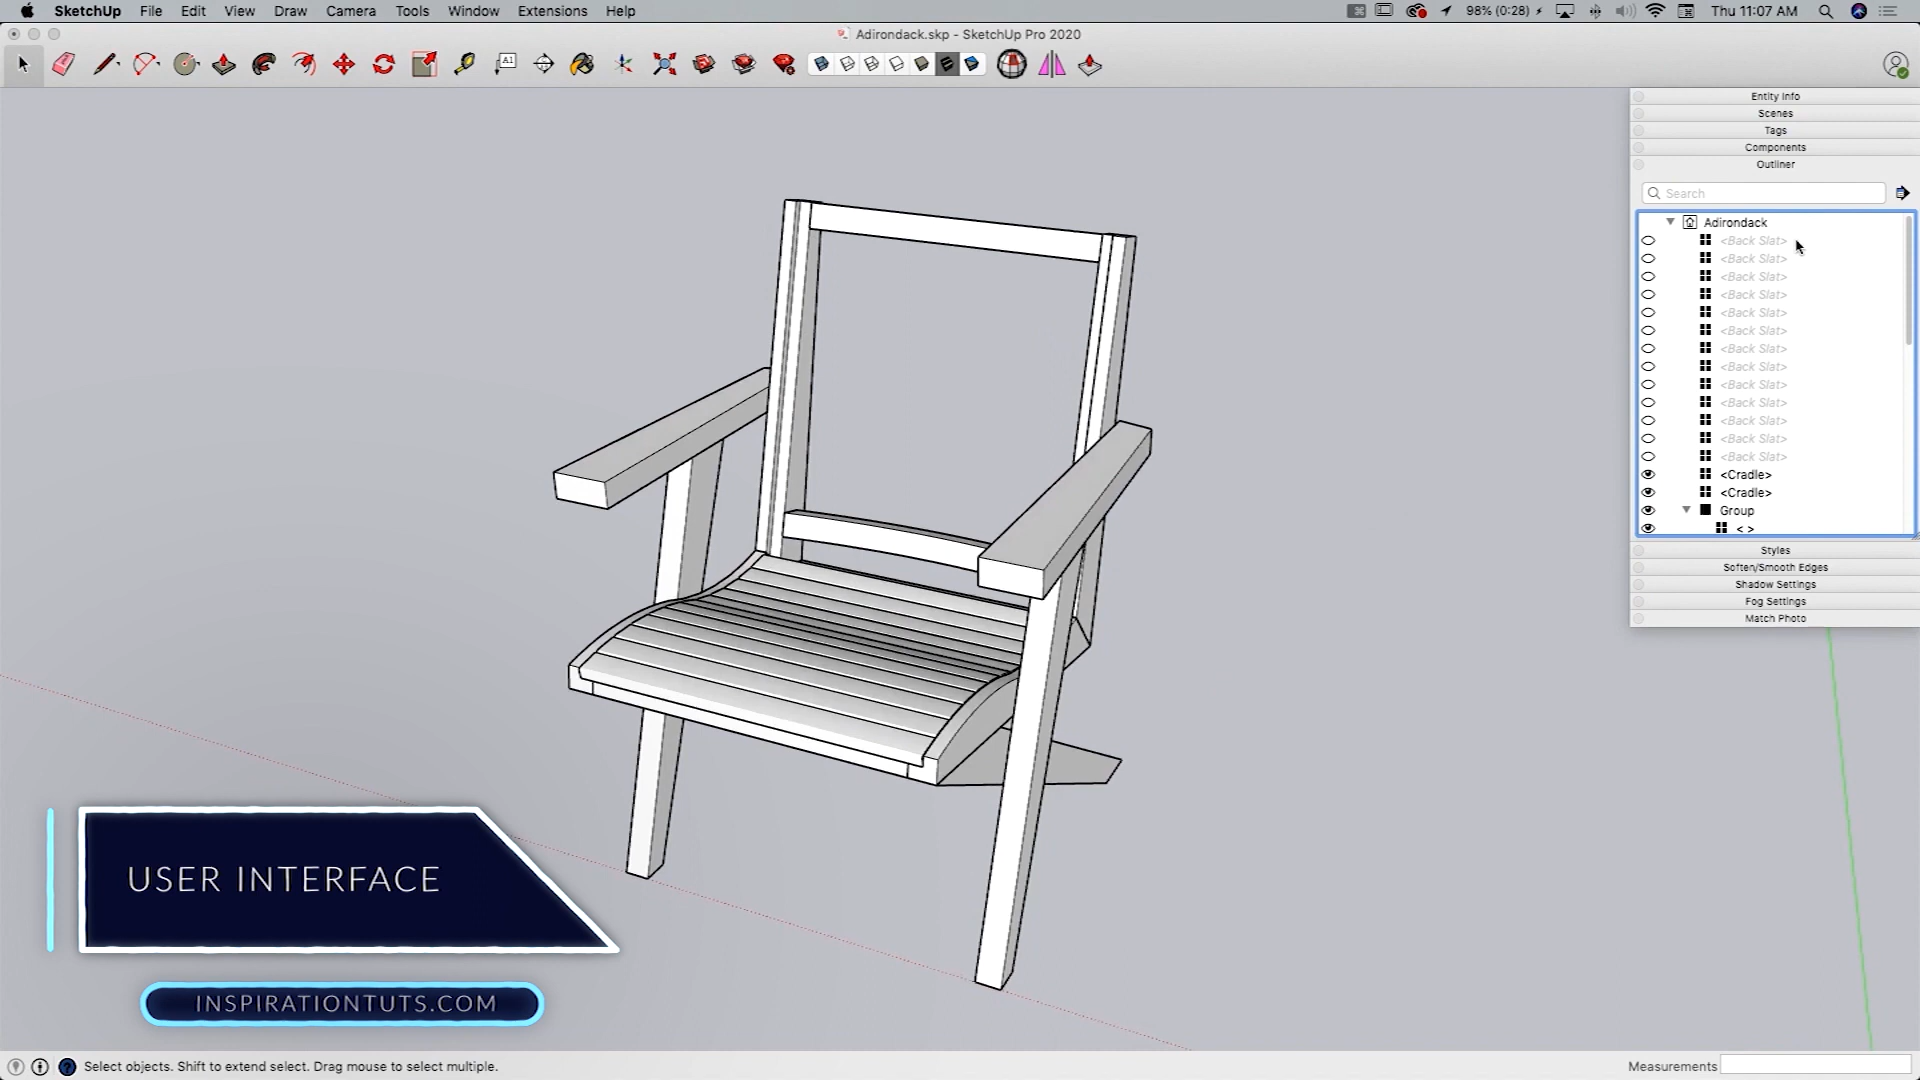 SketchUp File Edit View Draw Camera Tools Window Extensions Help 98% (0:28) Thu 11:07 AM
Adirondack.skp - SketchUp Pro 2020
A1
Entity Info
Scenes
Tags
Components
Outliner
Search
Adirondack
<Back Slat>
<Back Slat>
<Back Slat>
<Back Slat>
<Back Slat>
<Back Slat>
<Back Slat>
<Back Slat>
<Back Slat>
<Back Slat>
<Back Slat>
<Back Slat>
<Back Slat>
<Cradle>
<Cradle>
Group
< >
Styles
Soften/Smooth Edges
Shadow Settings
Fog Settings
Match Photo
USER INTERFACE
INSPIRATIONTUTS.COM
Select objects. Shift to extend select. Drag mouse to select multiple.
Measurements